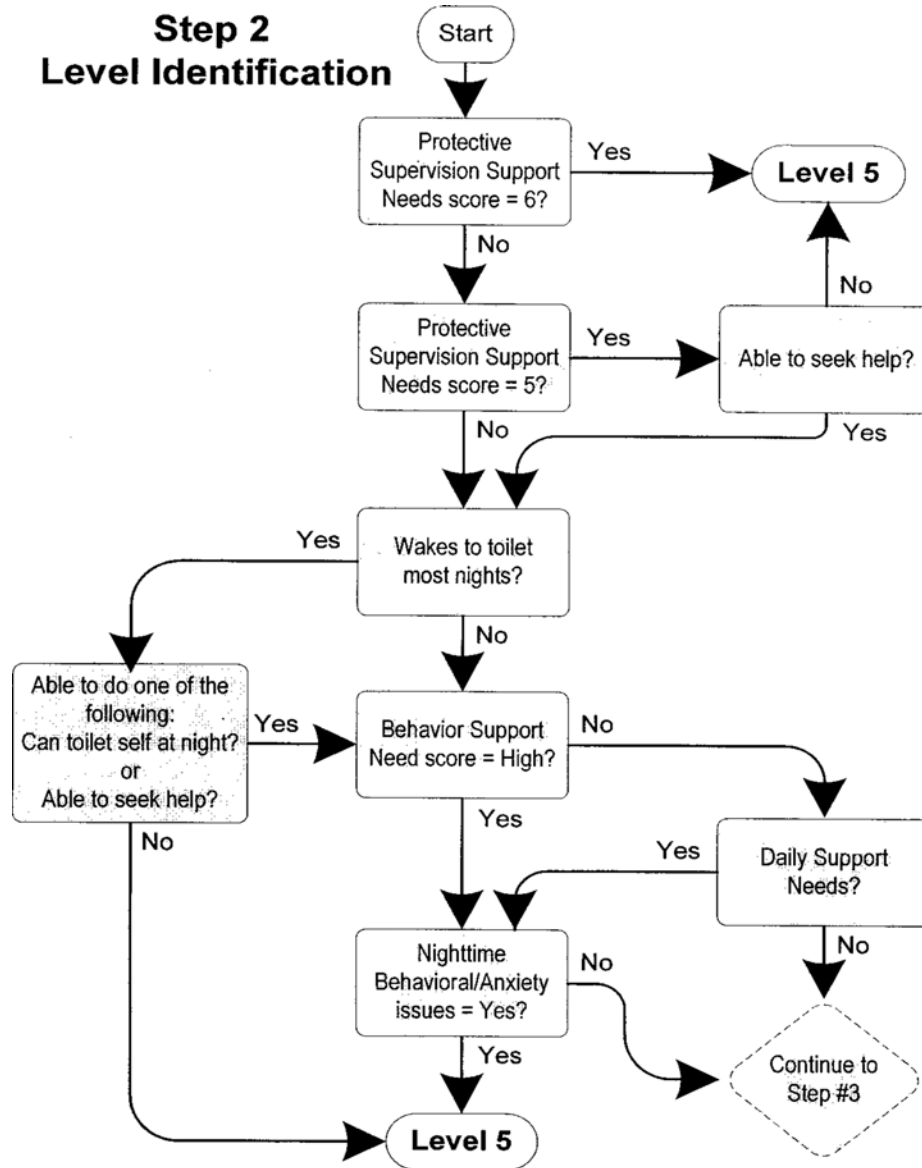 Step 2
Level Identification
Start
Protective
Supervision Support
Needs score = 6?
Yes
Level 5
No
No
Protective
Supervision Support
Needs score = 5?
Yes
Able to seek help?
No
Yes
Wakes to toilet
most nights?
Yes
No
Able to do one of the
following:
Can toilet self at night?
or
Able to seek help?
Yes
Behavior Support
Need score = High?
No
No
Yes
Yes
Daily Support
Needs?
No
Nighttime
Behavioral/Anxiety
issues = Yes?
No
Yes
Continue to
Step #3
Level 5